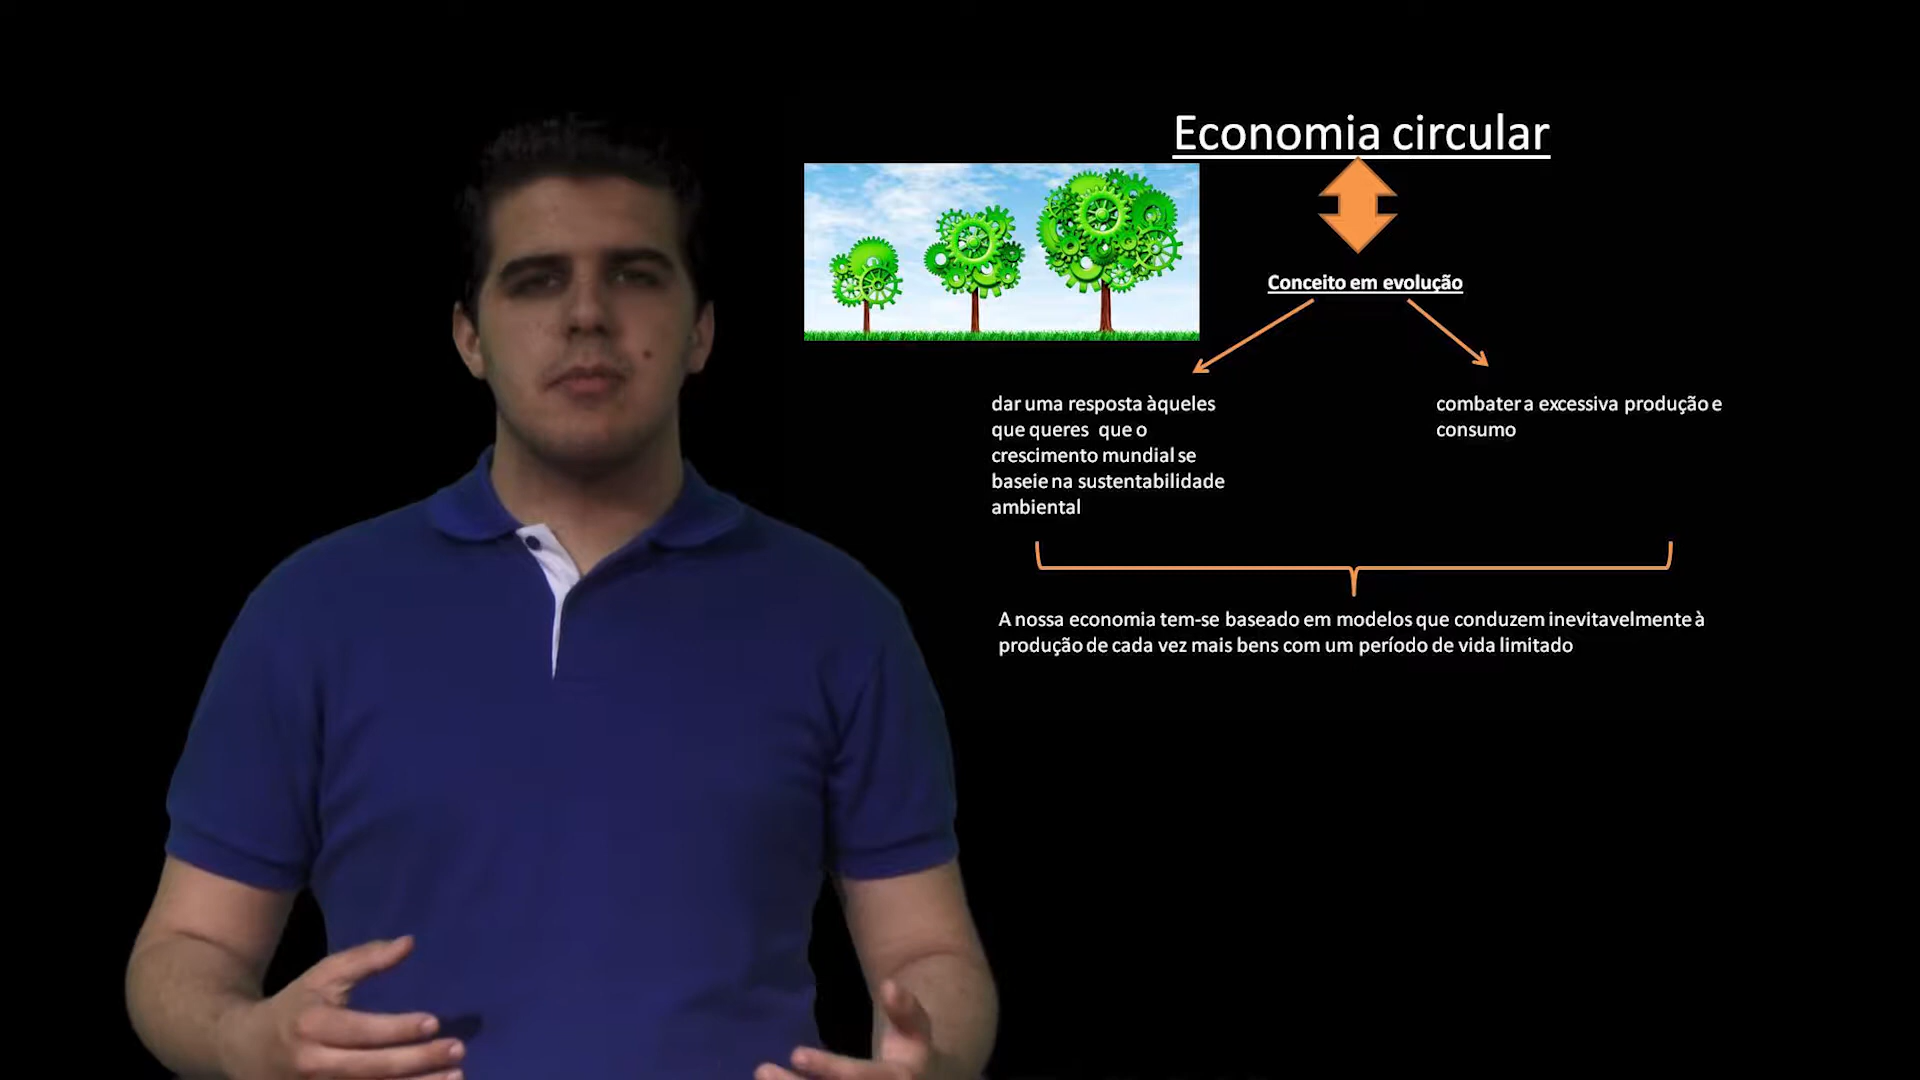 Economia circular
Conceito em evolução
dar uma resposta àqueles
que queres que o
crescimento mundial se
baseie na sustentabilidade
ambiental
combater a excessiva produção e
consumo
A nossa economia tem-se baseado em modelos que conduzem inevitavelmente à
produção de cada vez mais bens com um período de vida limitado